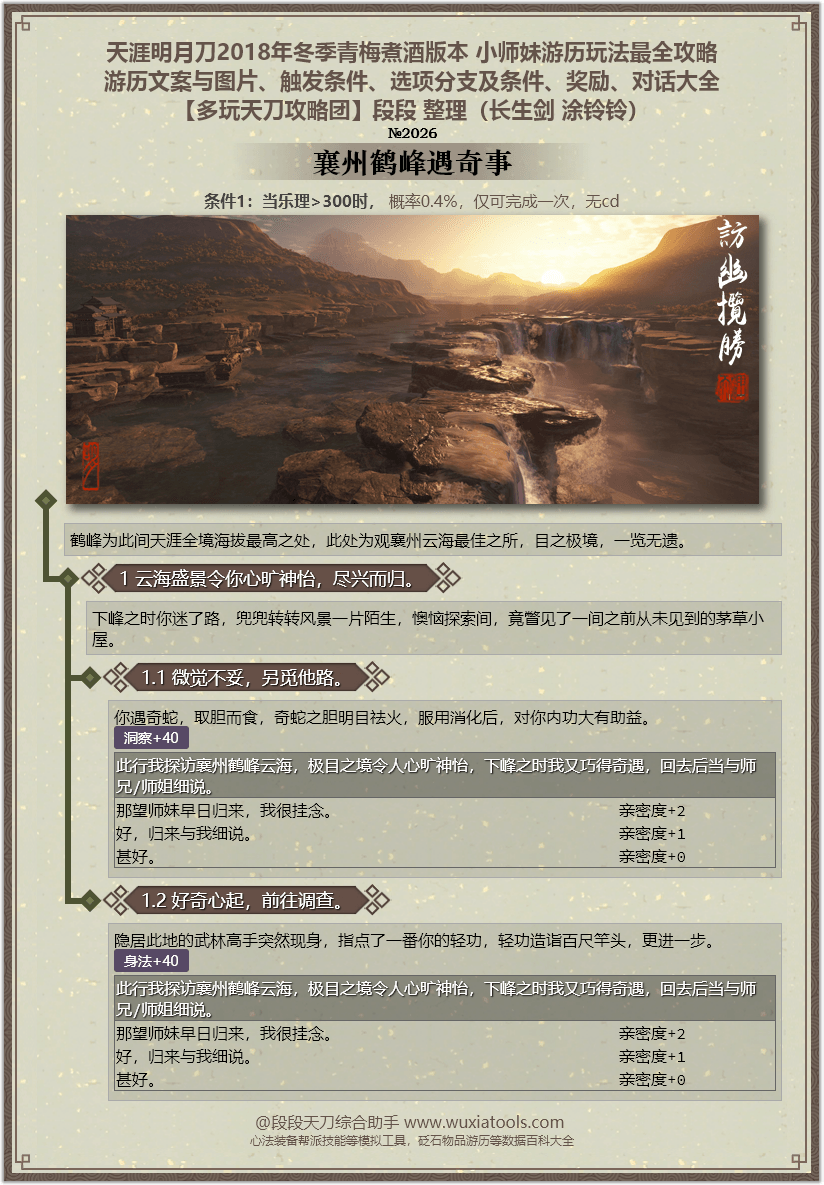 天涯明月刀2018年冬季青梅煮酒版本 小师妹游历玩法最全攻略
游历文案与图片、触发条件、选项分支及条件、奖励、对话大全
【多玩天刀攻略团】段段 整理（长生剑 涂铃铃）
№2026
襄州鹤峰遇奇事
条件1：当乐理>300时， 概率0.4%，仅可完成一次，无cd
訪幽攬勝
鹤峰为此间天涯全境海拔最高之处，此处为观襄州云海最佳之所，目之极境，一览无遗。
1 云海盛景令你心旷神怡，尽兴而归。
下峰之时你迷了路，兜兜转转风景一片陌生，懊恼探索间，竟瞥见了一间之前从未见到的茅草小
屋。
1.1 微觉不妥，另觅他路。
你遇奇蛇，取胆而食，奇蛇之胆明目祛火，服用消化后，对你内功大有助益。
洞察+40
此行我探访襄州鹤峰云海，极目之境令人心旷神怡，下峰之时我又巧得奇遇，回去后当与师
兄/师姐细说。
那望师妹早日归来，我很挂念。 亲密度+2
好，归来与我细说。 亲密度+1
甚好。 亲密度+0
1.2 好奇心起，前往调查。
隐居此地的武林高手突然现身，指点了一番你的轻功，轻功造诣百尺竿头，更进一步。
身法+40
此行我探访襄州鹤峰云海，极目之境令人心旷神怡，下峰之时我又巧得奇遇，回去后当与师
兄/师姐细说。
那望师妹早日归来，我很挂念。 亲密度+2
好，归来与我细说。 亲密度+1
甚好。 亲密度+0
@段段天刀综合助手 www.wuxiatools.com
心法装备帮派技能等模拟工具，砭石物品游历等数据百科大全